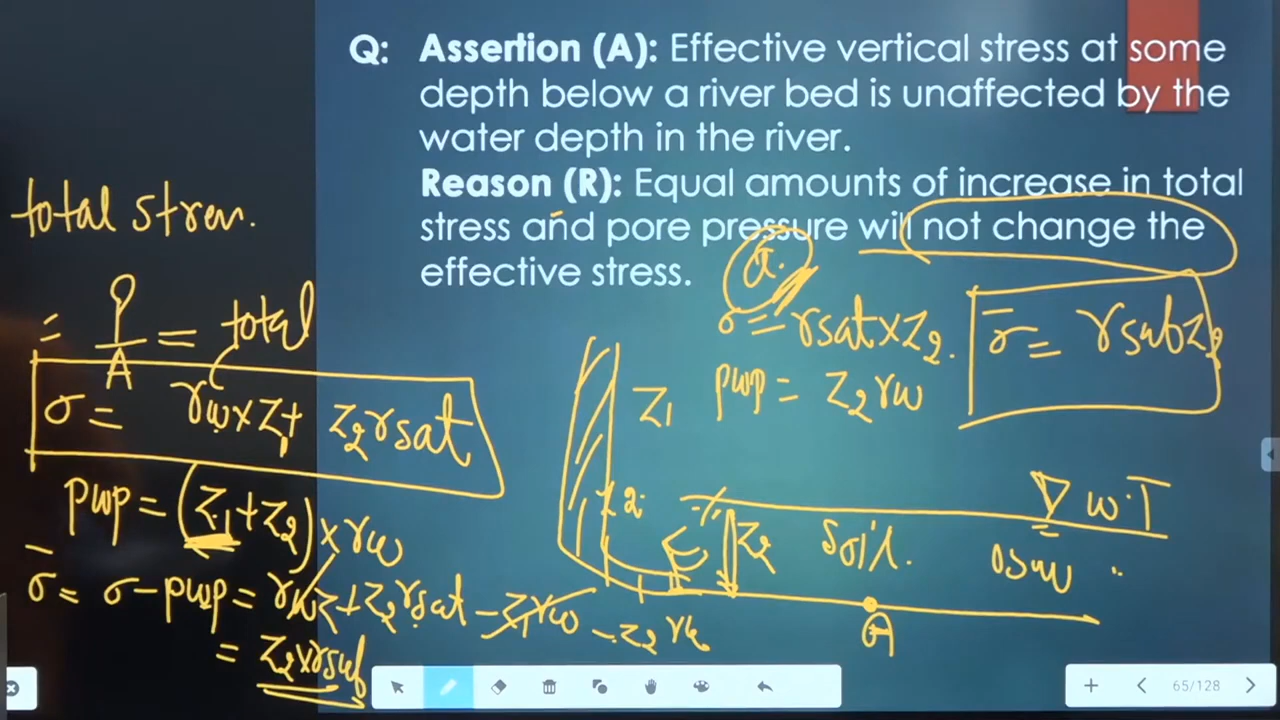 Q: Assertion (A): Effective vertical stress at some
depth below a river bed is unaffected by the
water depth in the river.
Reason (R): Equal amounts of increase in total
stress and pore pressure will not change the
effective stress.
a.
total stren.
= P/A = total
σ = γw×Z1+ Z2γsat
pwp = (Z1+Z2)×γw
σ̅ = σ-pwp = γwZ1+Z2γsat -Z1γw -Z2γw
= Z2×γsub
σ = γsat×Z2.
pwp = Z2γw
σ̅ = γsubZ2
Z1
Z2
Soil.
W.T
65/128